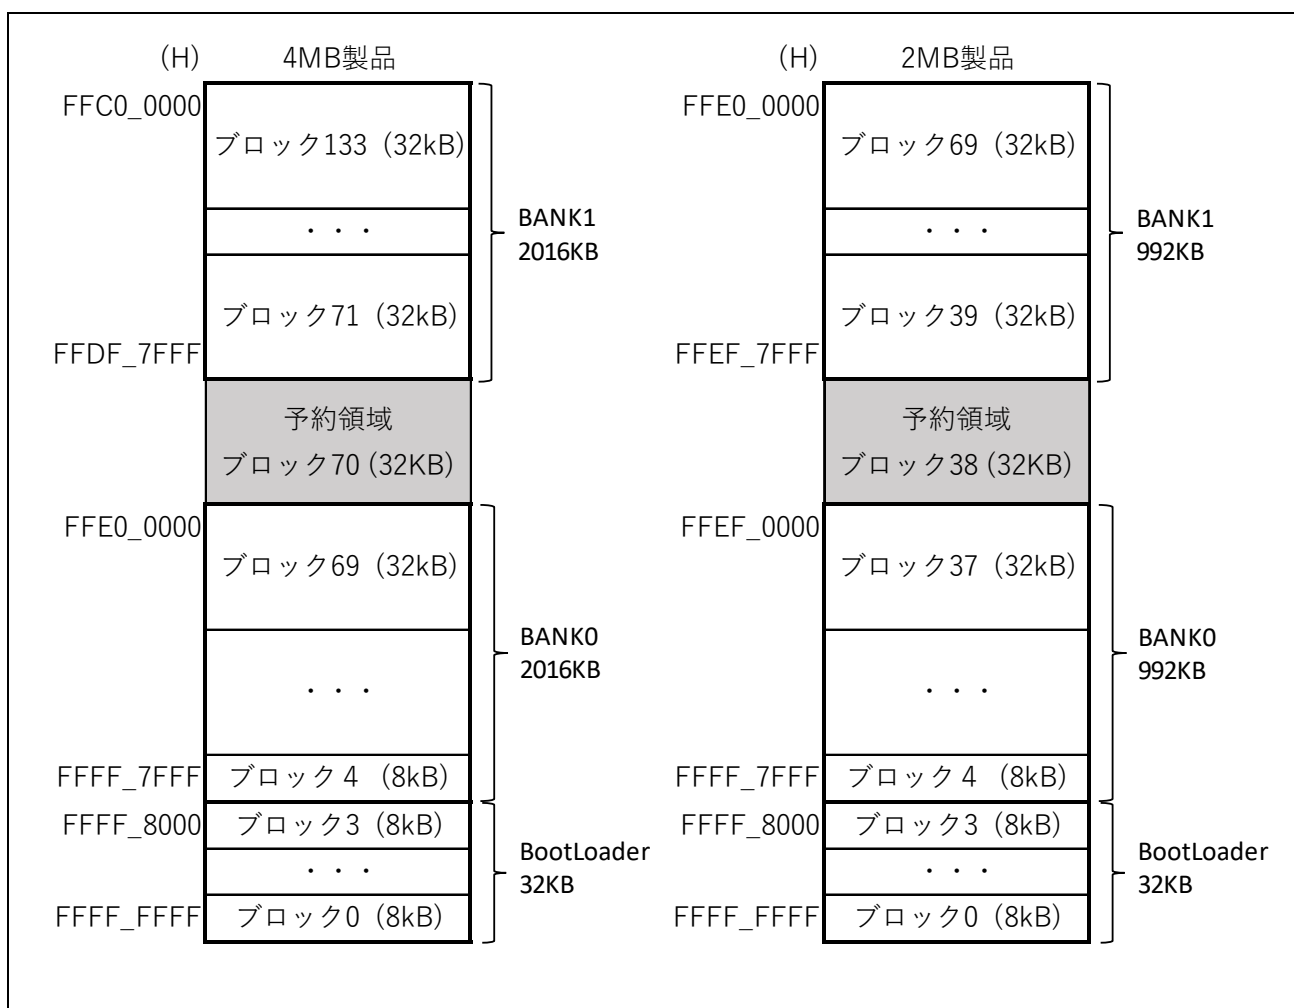 (H) 4MB製品
FFC0_0000
ブロック133 (32kB)
・・・
BANK1
2016KB
ブロック71 (32kB)
FFDF_7FFF
予約領域
ブロック70 (32KB)
FFE0_0000
ブロック69 (32kB)
BANK0
2016KB
・・・
FFFF_7FFF
ブロック4 (8kB)
FFFF_8000
ブロック3 (8kB)
・・・
BootLoader
32KB
FFFF_FFFF
ブロック0 (8kB)
(H) 2MB製品
FFE0_0000
ブロック69 (32kB)
・・・
BANK1
992KB
ブロック39 (32kB)
FFEF_7FFF
予約領域
ブロック38 (32KB)
FFEF_0000
ブロック37 (32kB)
BANK0
992KB
・・・
FFFF_7FFF
ブロック4 (8kB)
FFFF_8000
ブロック3 (8kB)
・・・
BootLoader
32KB
FFFF_FFFF
ブロック0 (8kB)